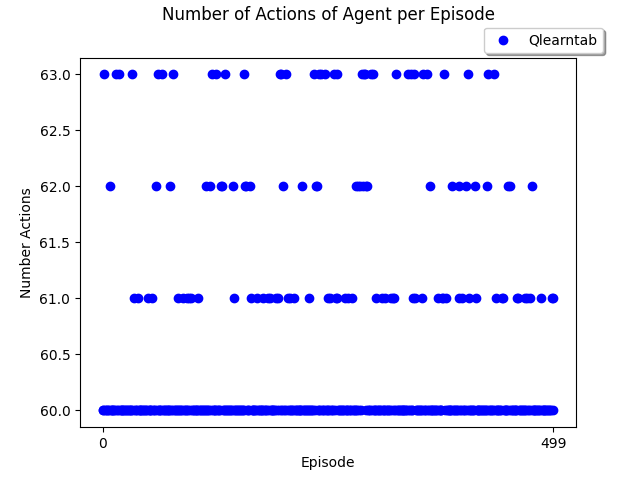 Number of Actions of Agent per Episode
Qlearntab
63.0
62.5
62.0
61.5
61.0
60.5
60.0
Number Actions
0
499
Episode